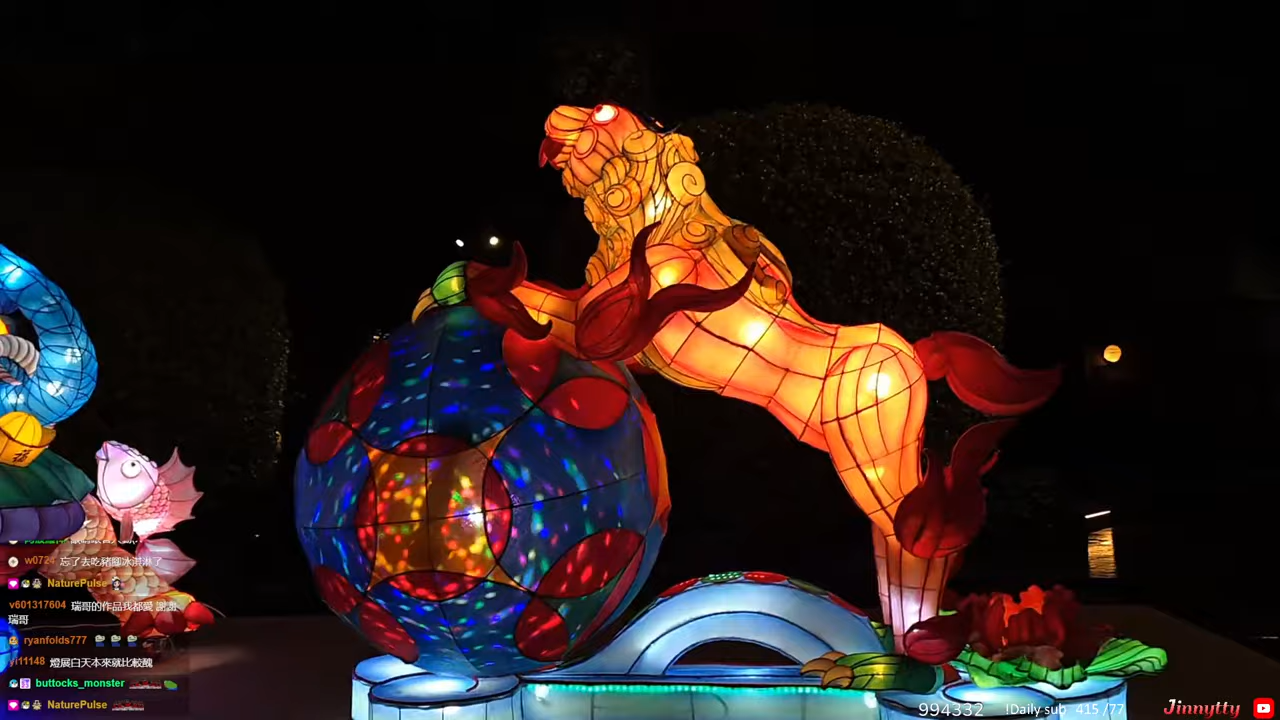 w0724 忘了去吃豬腳冰淇淋了
NaturePulse
v601317604 瑞哥的作品我都愛 謝謝
瑞哥
ryanfolds777
yi11148 燈展白天本來就比較醜
buttocks_monster
NaturePulse
994332 !Daily sub 415 /77
Jinnytty